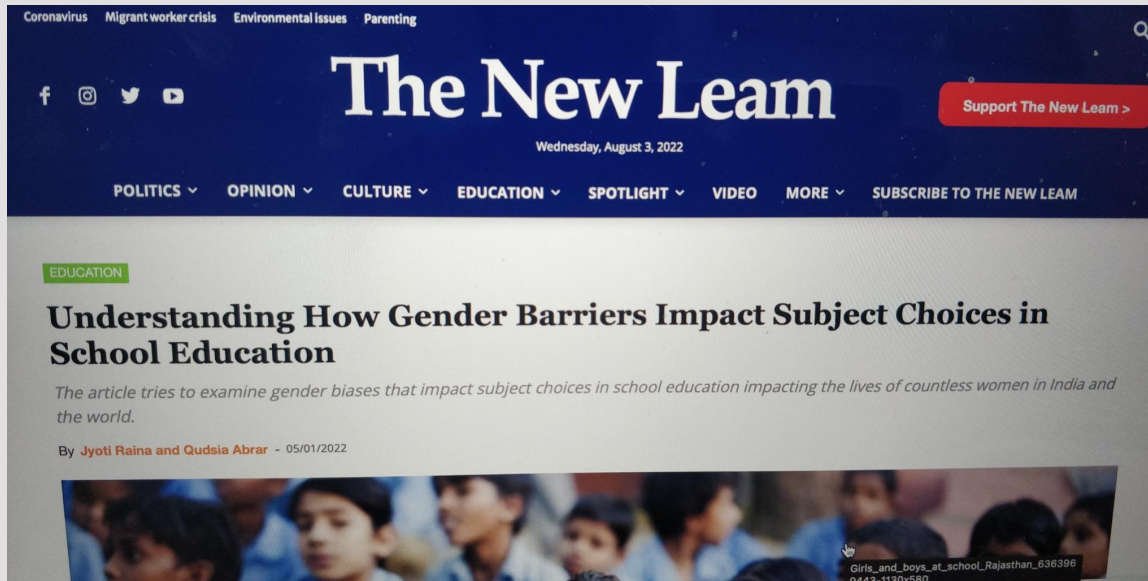 Coronavirus Migrant worker crisis Environmental issues Parenting
The New Leam
Support The New Leam >
Wednesday, August 3, 2022
POLITICS OPINION CULTURE EDUCATION SPOTLIGHT VIDEO MORE SUBSCRIBE TO THE NEW LEAM
EDUCATION
Understanding How Gender Barriers Impact Subject Choices in
School Education
The article tries to examine gender biases that impact subject choices in school education impacting the lives of countless women in India and
the world.
By Jyoti Raina and Qudsia Abrar - 05/01/2022
Girls_and_boys_at_school_Rajasthan_636396
9443-1130x580